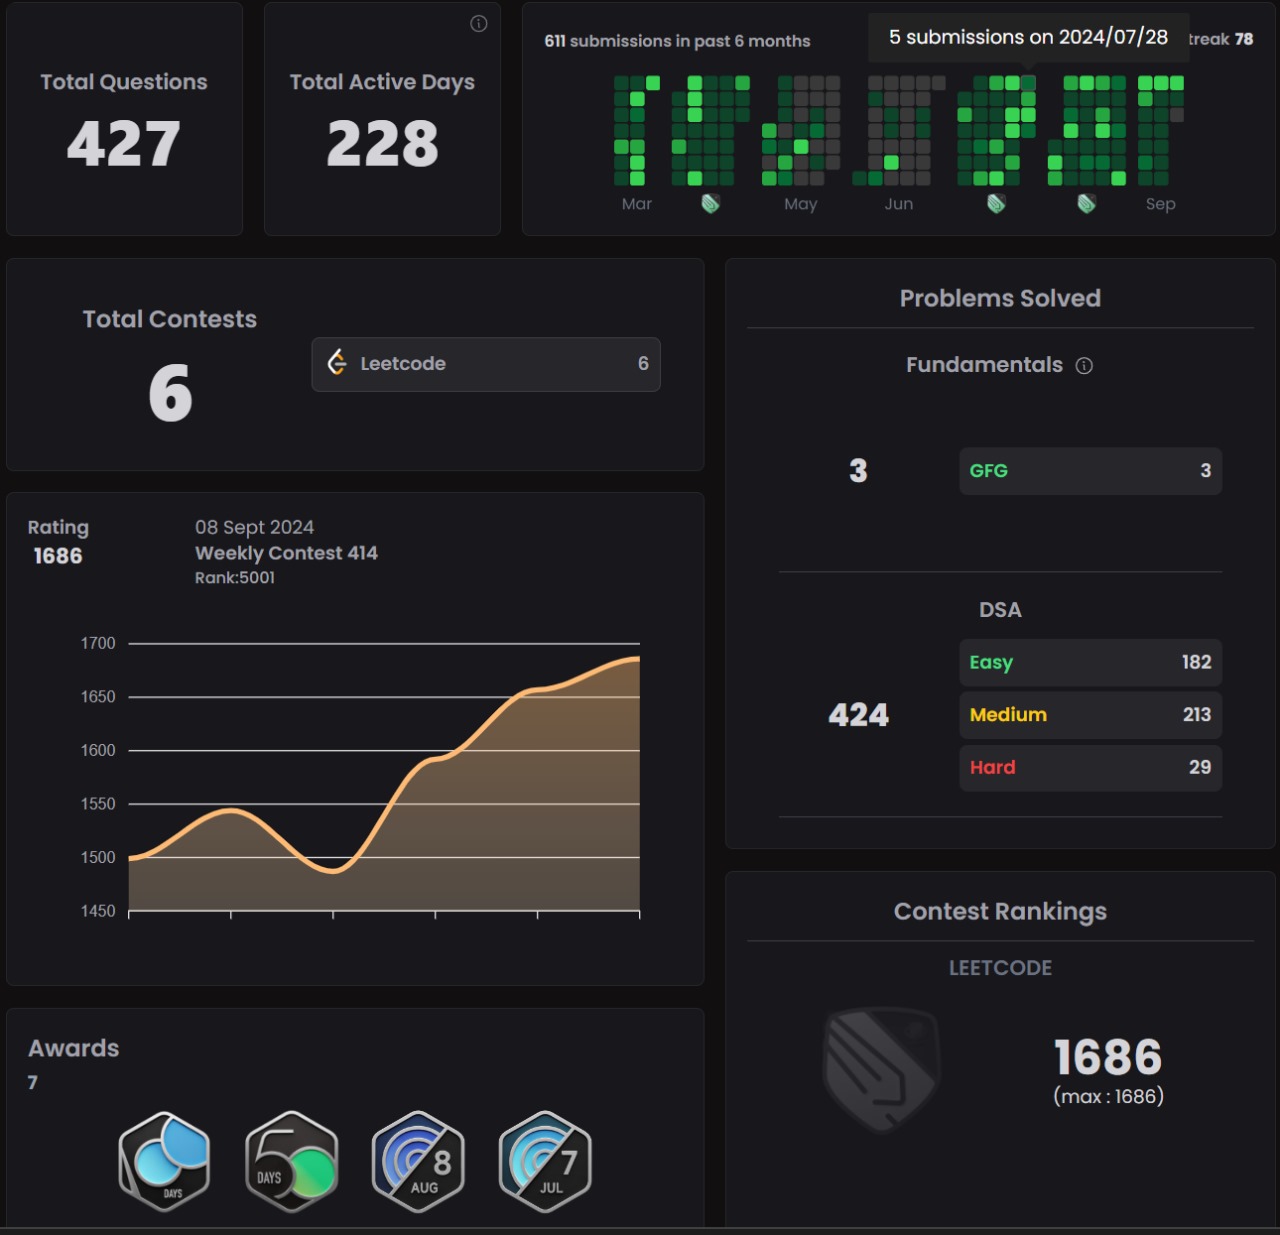 Total Questions
427
Total Active Days
228
611 submissions in past 6 months
5 submissions on 2024/07/28
treak 78
Mar
May
Jun
Sep
Total Contests
6
Leetcode 6
Rating
1686
08 Sept 2024
Weekly Contest 414
Rank:5001
1700
1650
1600
1550
1500
1450
Awards
7
DAYS
50
DAYS
8
AUG
7
JUL
Problems Solved
Fundamentals
3
GFG 3
DSA
424
Easy 182
Medium 213
Hard 29
Contest Rankings
LEETCODE
1686
(max : 1686)